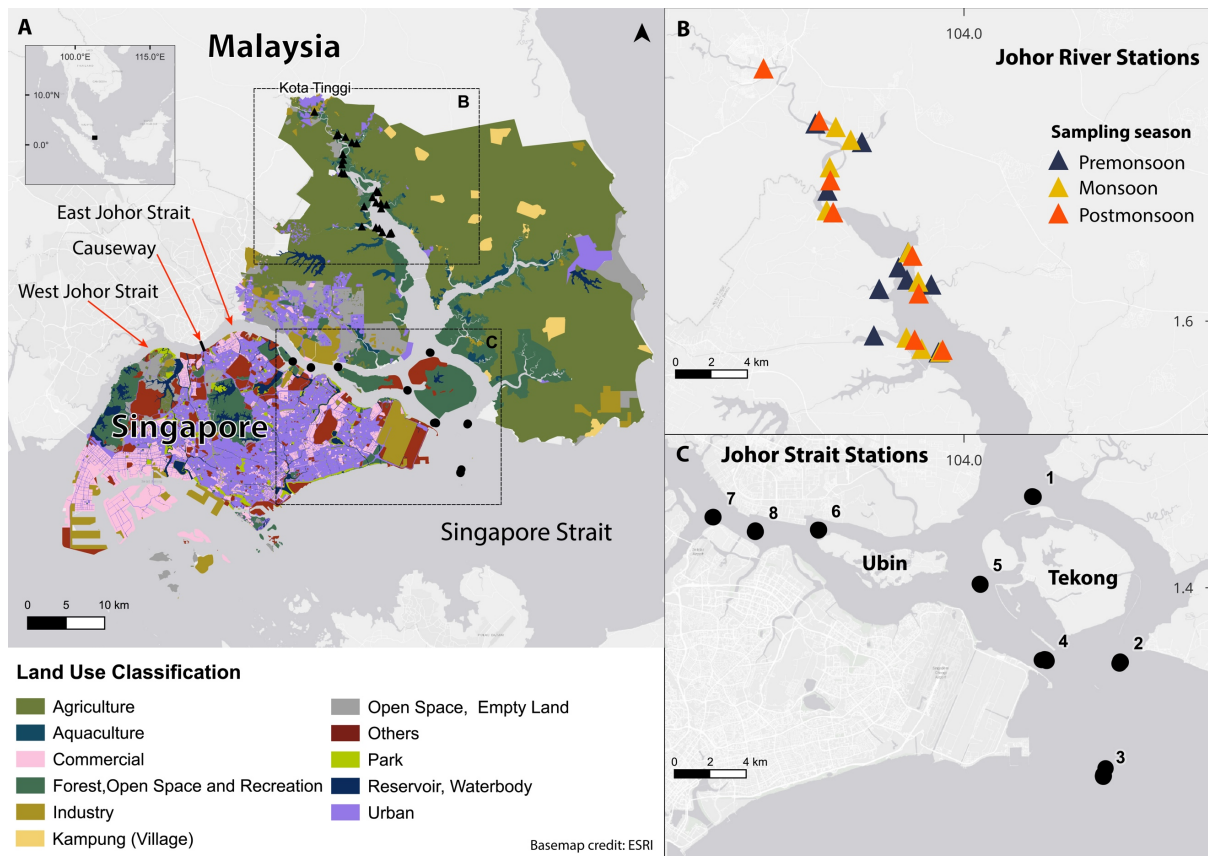 A
Malaysia
100.0°E
115.0°E
10.0°N
0.0°
Kota Tinggi
B
East Johor Strait
Causeway
West Johor Strait
C
Singapore
Singapore Strait
0 5 10 km
Land Use Classification
Agriculture
Aquaculture
Commercial
Forest,Open Space and Recreation
Industry
Kampung (Village)
Open Space, Empty Land
Others
Park
Reservoir, Waterbody
Urban
Basemap credit: ESRI
B
104.0
Johor River Stations
Sampling season
Premonsoon
Monsoon
Postmonsoon
1.6
0 2 4 km
C
Johor Strait Stations
104.0
1
7
8
6
Ubin
5
Tekong
1.4
4
2
3
0 2 4 km